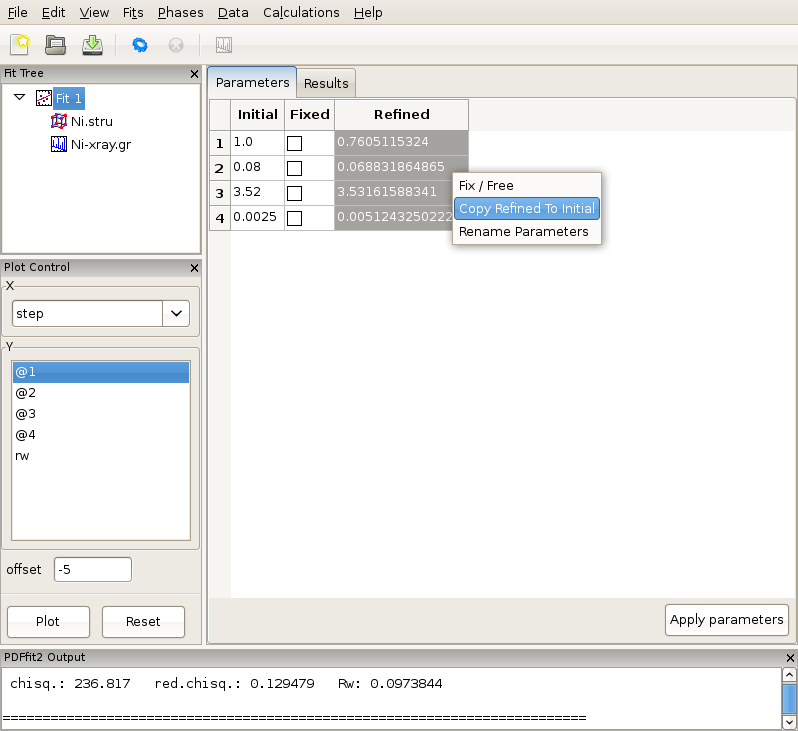 File Edit View Fits Phases Data Calculations Help
Fit Tree
Fit 1
Ni.stru
Ni-xray.gr
Plot Control
X
step
Y
@1
@2
@3
@4
rw
offset -5
Plot Reset
Parameters Results
Initial Fixed Refined
1 1.0 0.7605115324
2 0.08 0.068831864865
3 3.52 3.53161588341
4 0.0025 0.0051243250222
Fix / Free
Copy Refined To Initial
Rename Parameters
Apply parameters
PDFfit2 Output
chisq.: 236.817 red.chisq.: 0.129479 Rw: 0.0973844
=========================================================================